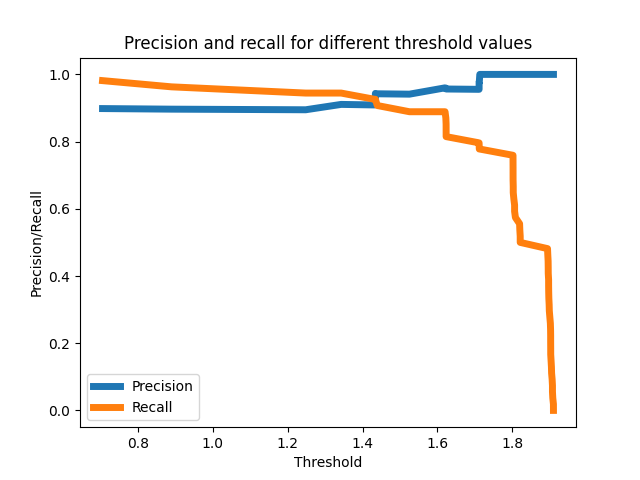 Precision and recall for different threshold values
1.0
0.8
0.6
0.4
0.2
0.0
Precision/Recall
Precision
Recall
0.8 1.0 1.2 1.4 1.6 1.8
Threshold